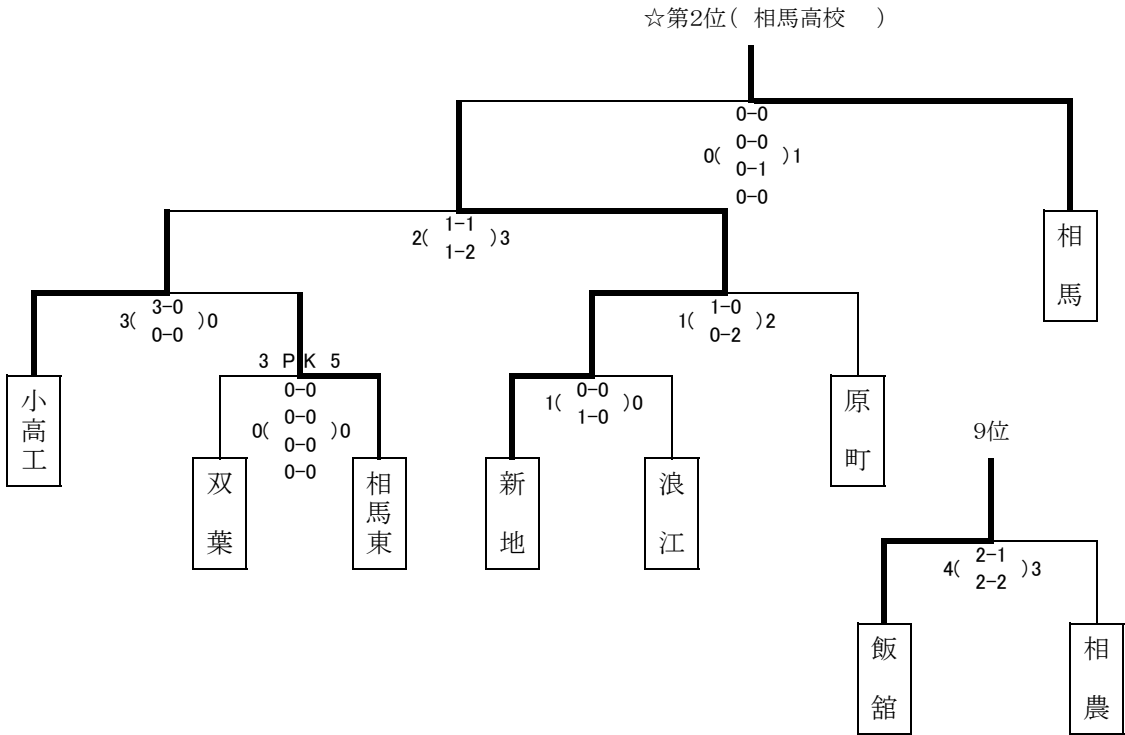 ☆第2位（ 相馬高校　）
0-0
0-0
0( )1
0-1
0-0
1-1
2( )3
1-2
相馬
3-0
3( )0
0-0
1-0
1( )2
0-2
3 PK 5
0-0
0-0
0( )0
0-0
0-0
0-0
1( )0
1-0
小高工
原町
9位
双葉
相馬東
新地
浪江
2-1
4( )3
2-2
飯舘
相農